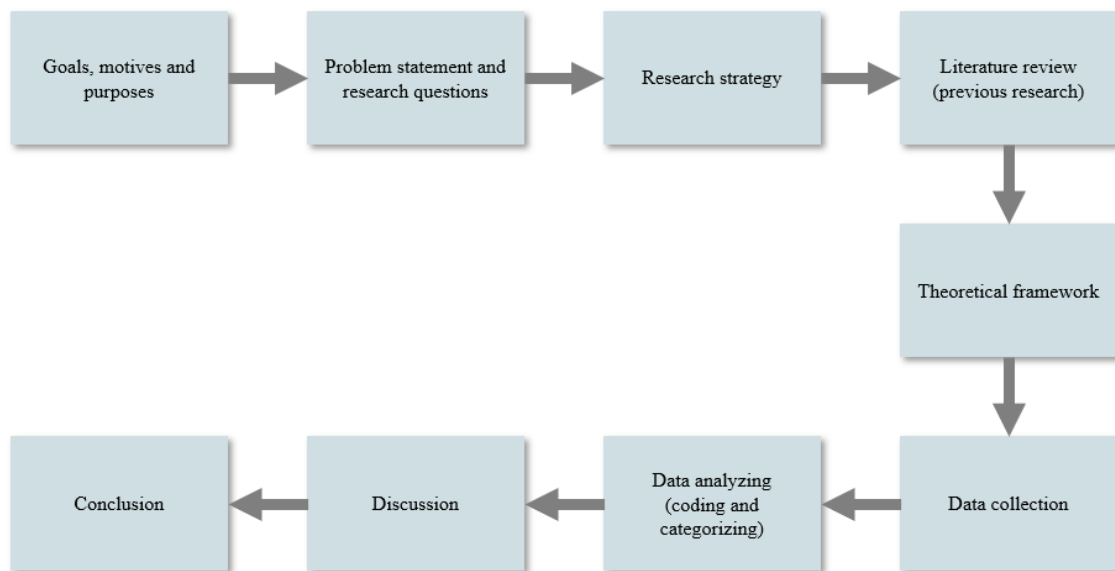 Goals, motives and
purposes
Problem statement and
research questions
Research strategy
Literature review
(previous research)
Theoretical framework
Data collection
Data analyzing
(coding and
categorizing)
Discussion
Conclusion